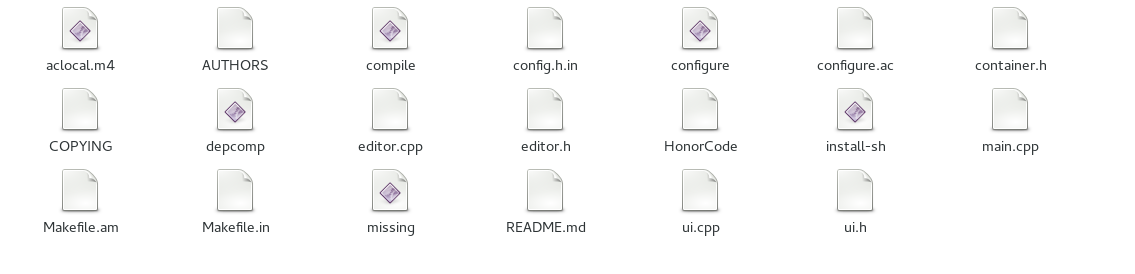 aclocal.m4 AUTHORS compile config.h.in configure configure.ac container.h
COPYING depcomp editor.cpp editor.h HonorCode install-sh main.cpp
Makefile.am Makefile.in missing README.md ui.cpp ui.h